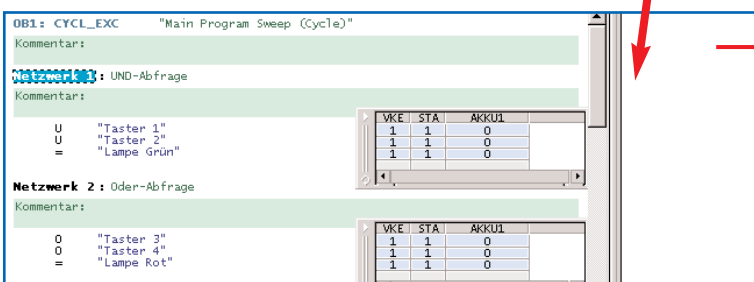 OB1: CYCL_EXC "Main Program Sweep (Cycle)"
Kommentar:
Netzwerk 1: UND-Abfrage
Kommentar:
VKE STA AKKU1
U "Taster 1" 1 1 0
U "Taster 2" 1 1 0
= "Lampe Grün" 1 1 0
Netzwerk 2: Oder-Abfrage
Kommentar:
VKE STA AKKU1
O "Taster 3" 1 1 0
O "Taster 4" 1 1 0
= "Lampe Rot" 1 1 0